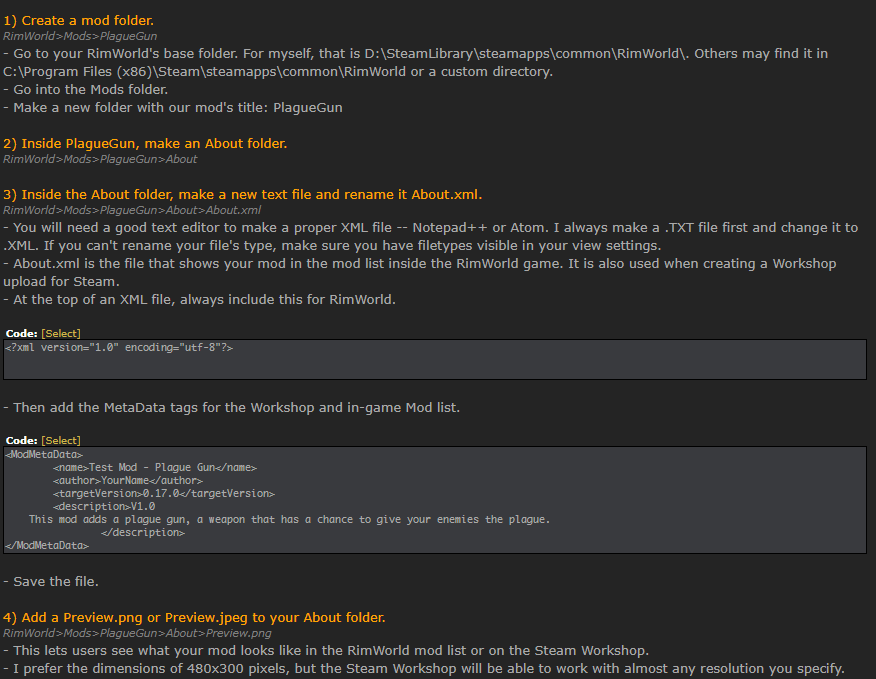 1) Create a mod folder.
RimWorld>Mods>PlagueGun
- Go to your RimWorld's base folder. For myself, that is D:\SteamLibrary\steamapps\common\RimWorld\. Others may find it in
C:\Program Files (x86)\Steam\steamapps\common\RimWorld or a custom directory.
- Go into the Mods folder.
- Make a new folder with our mod's title: PlagueGun
2) Inside PlagueGun, make an About folder.
RimWorld>Mods>PlagueGun>About
3) Inside the About folder, make a new text file and rename it About.xml.
RimWorld>Mods>PlagueGun>About>About.xml
- You will need a good text editor to make a proper XML file -- Notepad++ or Atom. I always make a .TXT file first and change it to
.XML. If you can't rename your file's type, make sure you have filetypes visible in your view settings.
- About.xml is the file that shows your mod in the mod list inside the RimWorld game. It is also used when creating a Workshop
upload for Steam.
- At the top of an XML file, always include this for RimWorld.
Code: [Select]
<?xml version="1.0" encoding="utf-8"?>
- Then add the MetaData tags for the Workshop and in-game Mod list.
Code: [Select]
<ModMetaData>
<name>Test Mod - Plague Gun</name>
<author>YourName</author>
<targetVersion>0.17.0</targetVersion>
<description>V1.0
This mod adds a plague gun, a weapon that has a chance to give your enemies the plague.
</description>
</ModMetaData>
- Save the file.
4) Add a Preview.png or Preview.jpeg to your About folder.
RimWorld>Mods>PlagueGun>About>Preview.png
- This lets users see what your mod looks like in the RimWorld mod list or on the Steam Workshop.
- I prefer the dimensions of 480x300 pixels, but the Steam Workshop will be able to work with almost any resolution you specify.